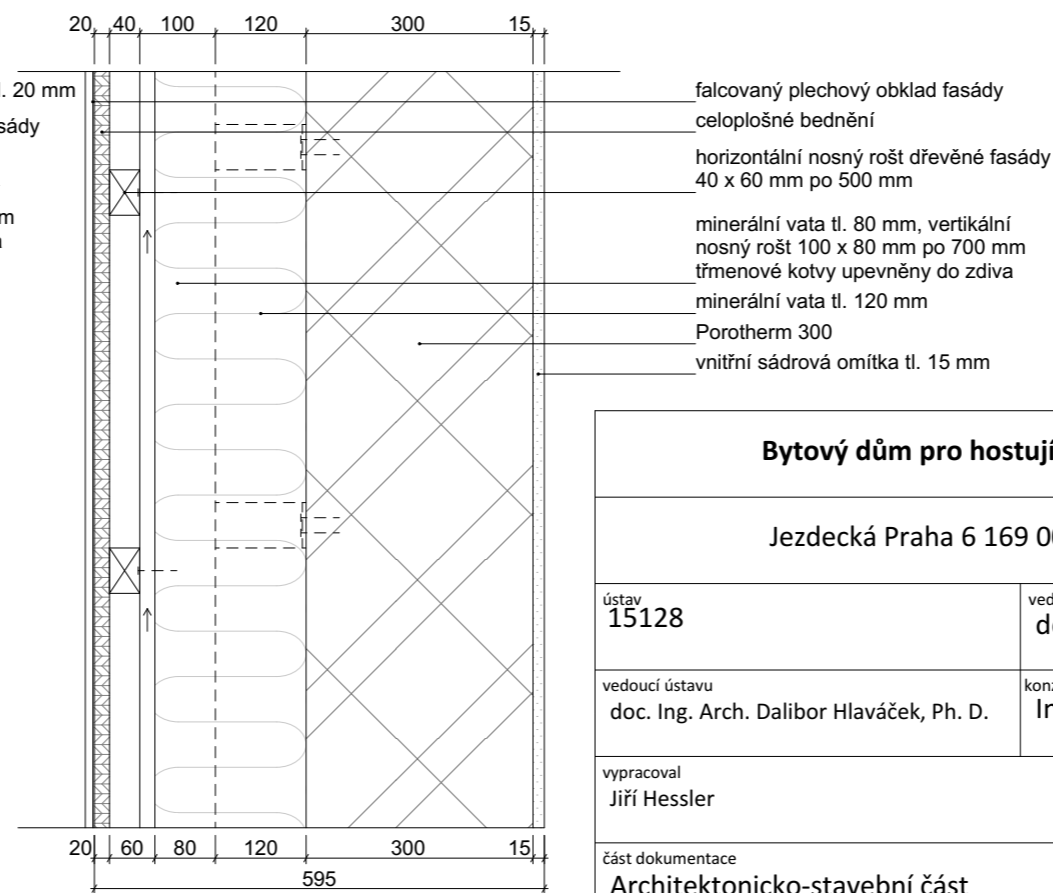 20 40 100 120 300 15
. 20 mm
falcovaný plechový obklad fasády
celoplošné bednění
horizontální nosný rošt dřevěné fasády
40 x 60 mm po 500 mm
minerální vata tl. 80 mm, vertikální
nosný rošt 100 x 80 mm po 700 mm
třmenové kotvy upevněny do zdiva
minerální vata tl. 120 mm
Porotherm 300
vnitřní sádrová omítka tl. 15 mm
20 60 80 120 300 15
595
Bytový dům pro
Jezdecká Praha 6 169
ústav
15128
vedoucí ústavu
doc. Ing. Arch. Dalibor Hlaváček, Ph. D.
vypracoval
Jiří Hessler
část dokumentace
Architektonicko-stavební část